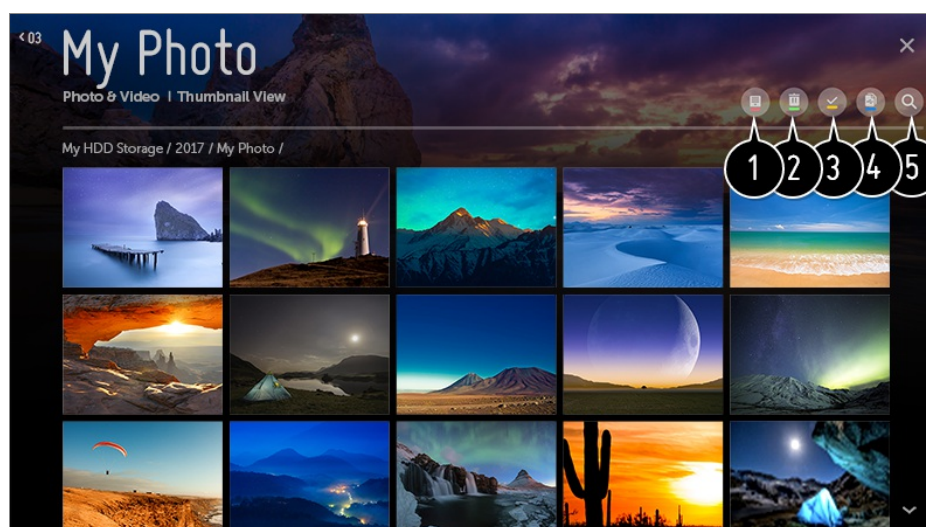 < 03
My Photo
Photo & Video | Thumbnail View
1 2 3 4 5
My HDD Storage / 2017 / My Photo /